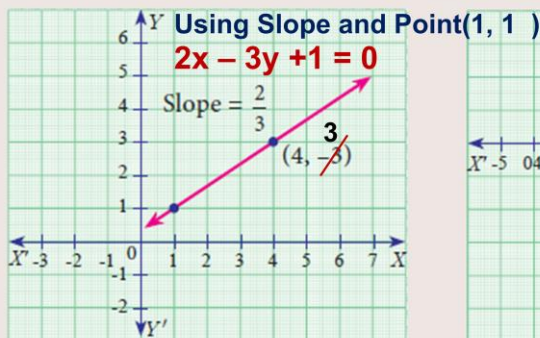 Y Using Slope and Point(1, 1 )
2x – 3y +1 = 0
6
5
4
3
2
1
Slope = 2/3
3
(4, –3)
X' -3 -2 -1 0 1 2 3 4 5 6 7 X
-1
-2
Y'
X' -5 04